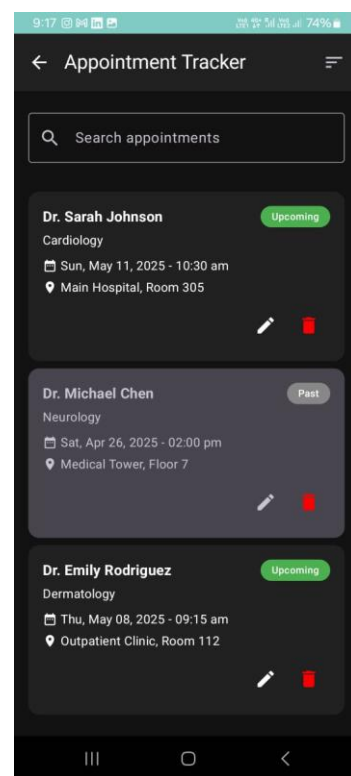 9:17
74%
Appointment Tracker
Search appointments
Dr. Sarah Johnson
Upcoming
Cardiology
Sun, May 11, 2025 - 10:30 am
Main Hospital, Room 305
Dr. Michael Chen
Past
Neurology
Sat, Apr 26, 2025 - 02:00 pm
Medical Tower, Floor 7
Dr. Emily Rodriguez
Upcoming
Dermatology
Thu, May 08, 2025 - 09:15 am
Outpatient Clinic, Room 112